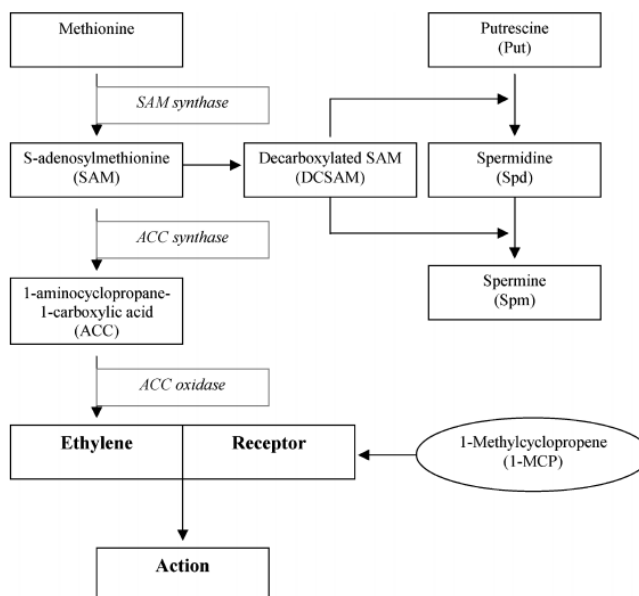 Methionine
Putrescine
(Put)
SAM synthase
S-adenosylmethionine
(SAM)
Decarboxylated SAM
(DCSAM)
Spermidine
(Spd)
ACC synthase
1-aminocyclopropane-
1-carboxylic acid
(ACC)
Spermine
(Spm)
ACC oxidase
Ethylene
Receptor
1-Methylcyclopropene
(1-MCP)
Action